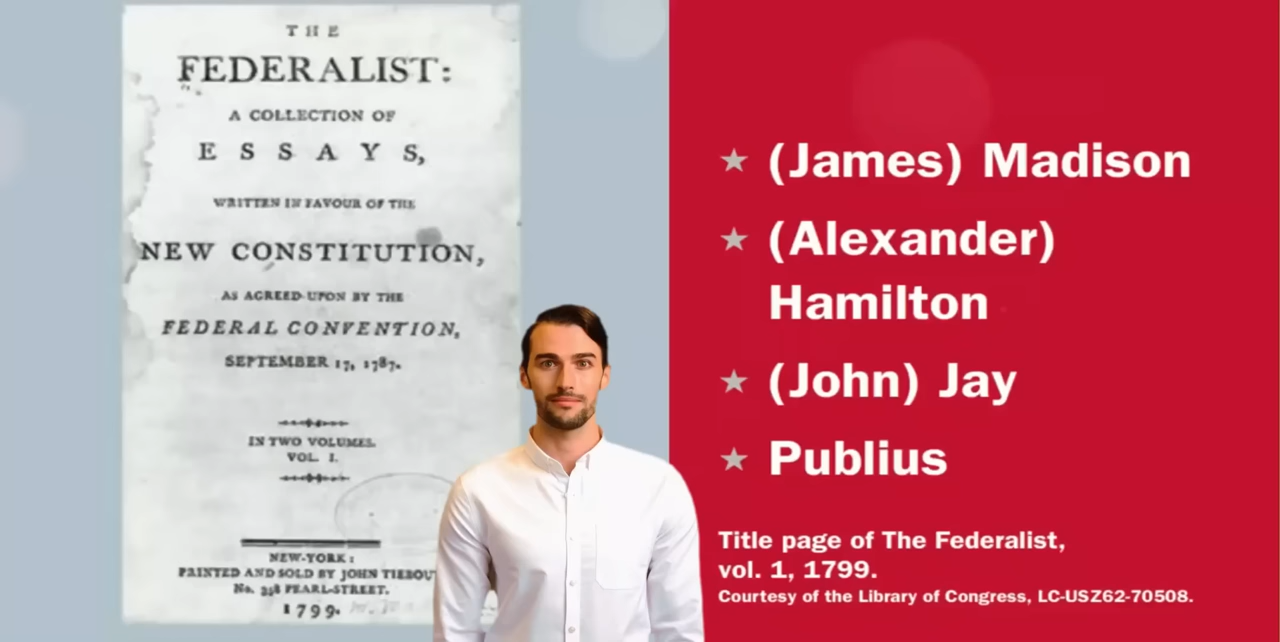 THE
FEDERALIST:
A COLLECTION OF
ESSAYS,
WRITTEN IN FAVOUR OF THE
NEW CONSTITUTION,
AS AGREED UPON BY THE
FEDERAL CONVENTION,
SEPTEMBER 17, 1787.
IN TWO VOLUMES.
VOL. I.
NEW-YORK:
PRINTED AND SOLD BY JOHN TIEBOU
No. 358 PEARL-STREET.
1799.
★ (James) Madison
★ (Alexander)
Hamilton
★ (John) Jay
★ Publius
Title page of The Federalist,
vol. 1, 1799.
Courtesy of the Library of Congress, LC-USZ62-70508.